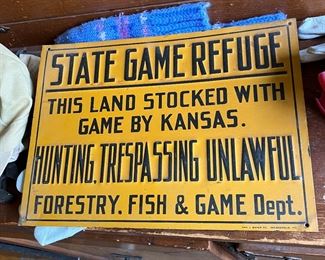 STATE GAME REFUGE
THIS LAND STOCKED WITH
GAME BY KANSAS.
HUNTING, TRESPASSING UNLAWFUL
FORESTRY, FISH & GAME Dept.